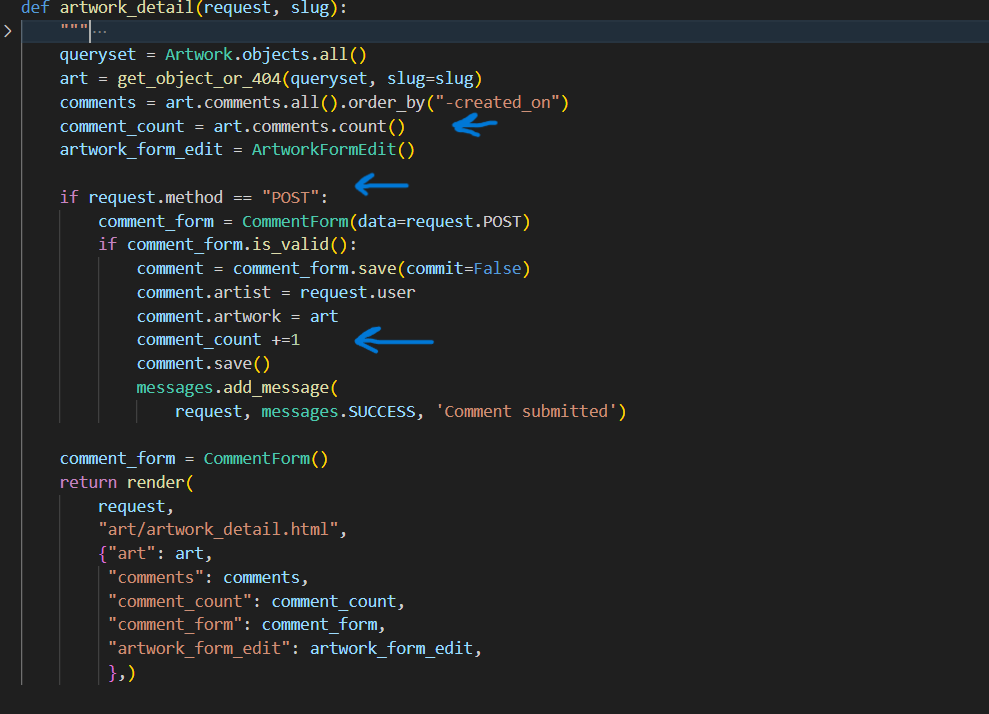 def artwork_detail(request, slug):
    """...
    queryset = Artwork.objects.all()
    art = get_object_or_404(queryset, slug=slug)
    comments = art.comments.all().order_by("-created_on")
    comment_count = art.comments.count()
    artwork_form_edit = ArtworkFormEdit()
    if request.method == "POST":
        comment_form = CommentForm(data=request.POST)
        if comment_form.is_valid():
            comment = comment_form.save(commit=False)
            comment.artist = request.user
            comment.artwork = art
            comment_count +=1
            comment.save()
            messages.add_message(
                request, messages.SUCCESS, 'Comment submitted')
    comment_form = CommentForm()
    return render(
        request,
        "art/artwork_detail.html",
        {"art": art,
         "comments": comments,
         "comment_count": comment_count,
         "comment_form": comment_form,
         "artwork_form_edit": artwork_form_edit,
         },)